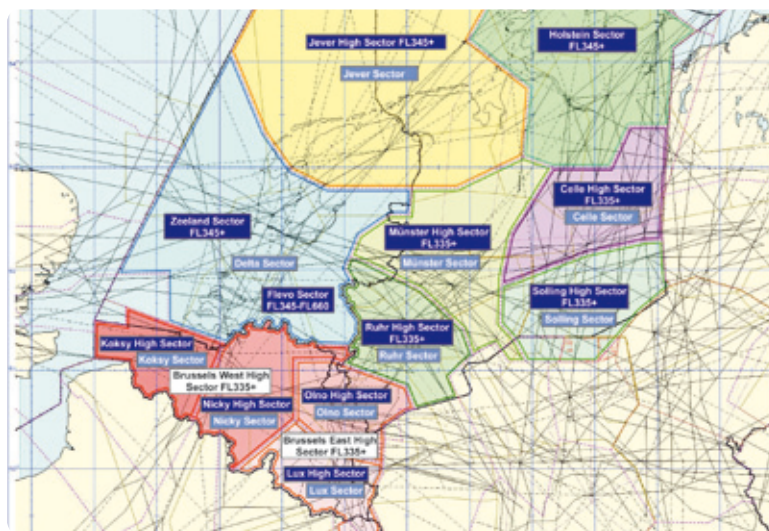 Jever High Sector FL345+
Jever Sector
Holstein Sector
FL345+
Celle High Sector
FL335+
Celle Sector
Zeeland Sector
FL345+
Delta Sector
Münster High Sector
FL335+
Münster Sector
Flevo Sector
FL345-FL660
Solling High Sector
FL335+
Solling Sector
Ruhr High Sector
FL335+
Ruhr Sector
Koksy High Sector
Koksy Sector
Brussels West High
Sector FL335+
Nicky High Sector
Nicky Sector
Olno High Sector
Olno Sector
Brussels East High
Sector FL335+
Lux High Sector
Lux Sector